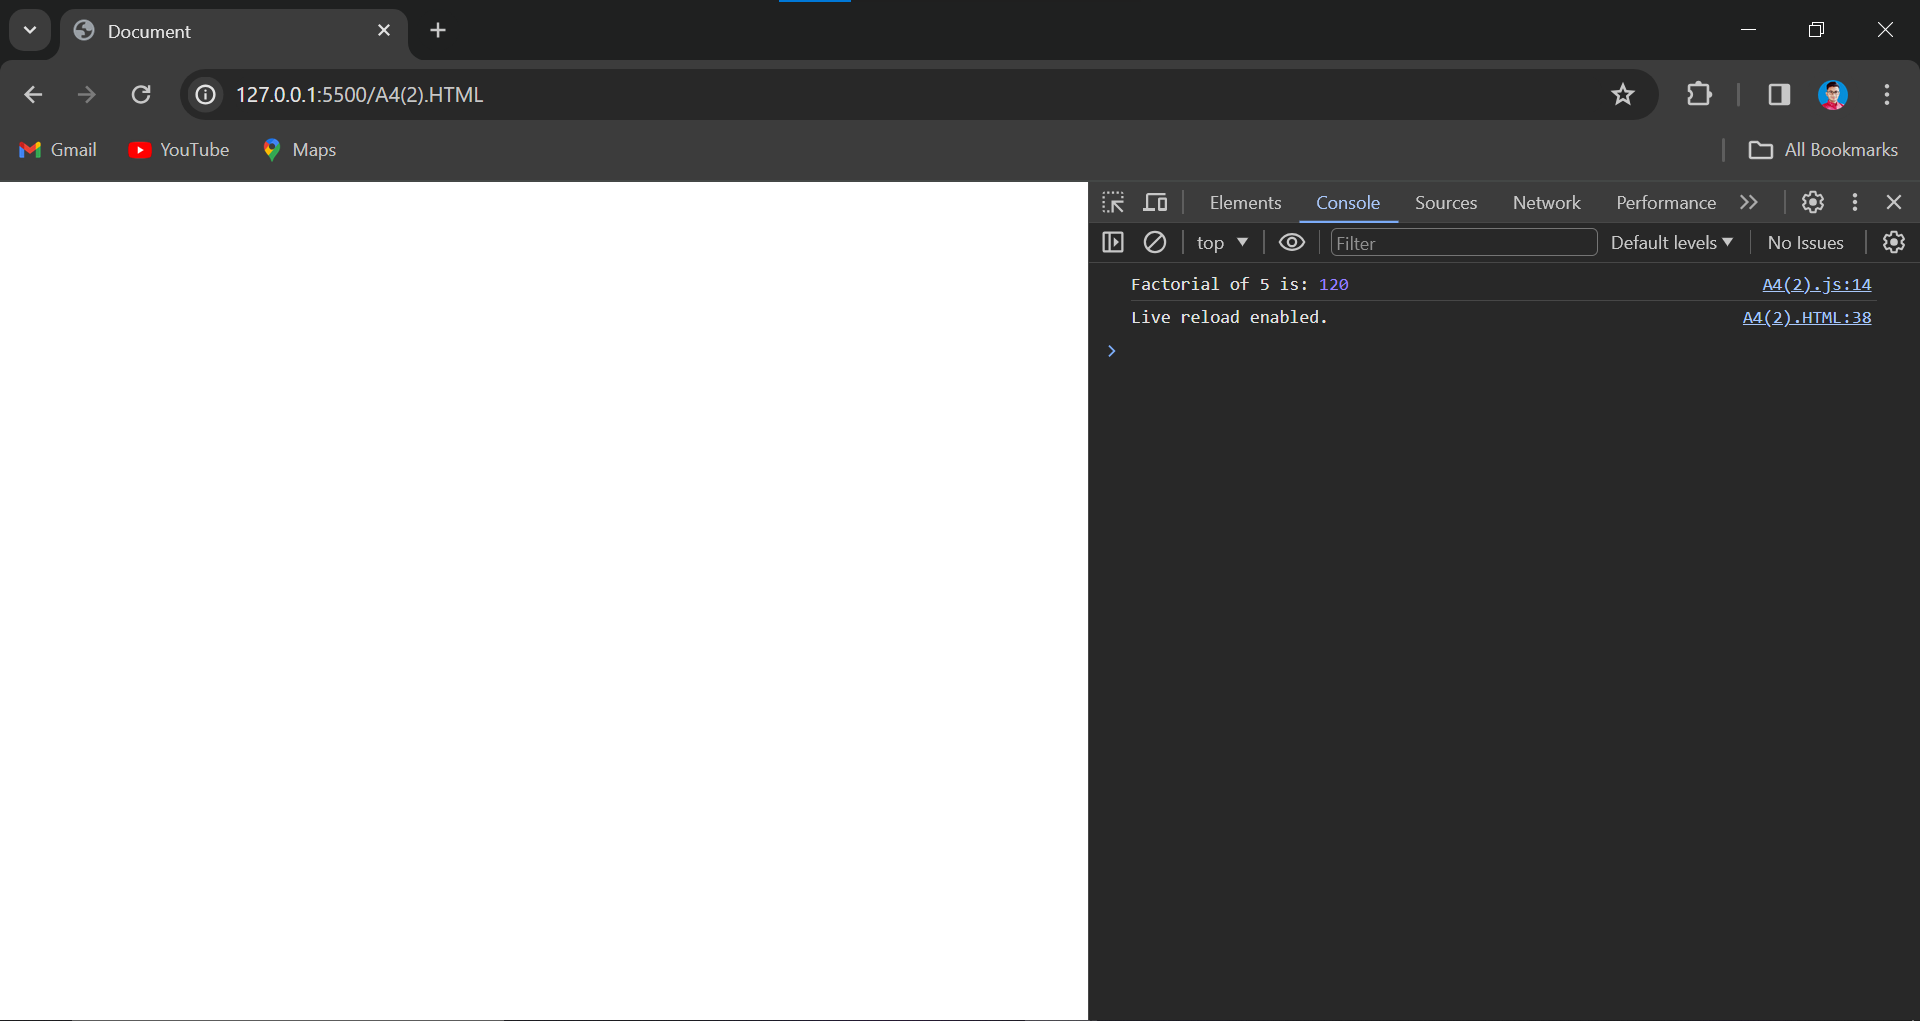 Document
127.0.0.1:5500/A4(2).HTML
Gmail YouTube Maps All Bookmarks
Elements Console Sources Network Performance
top Filter Default levels No Issues
Factorial of 5 is: 120 A4(2).js:14
Live reload enabled. A4(2).HTML:38